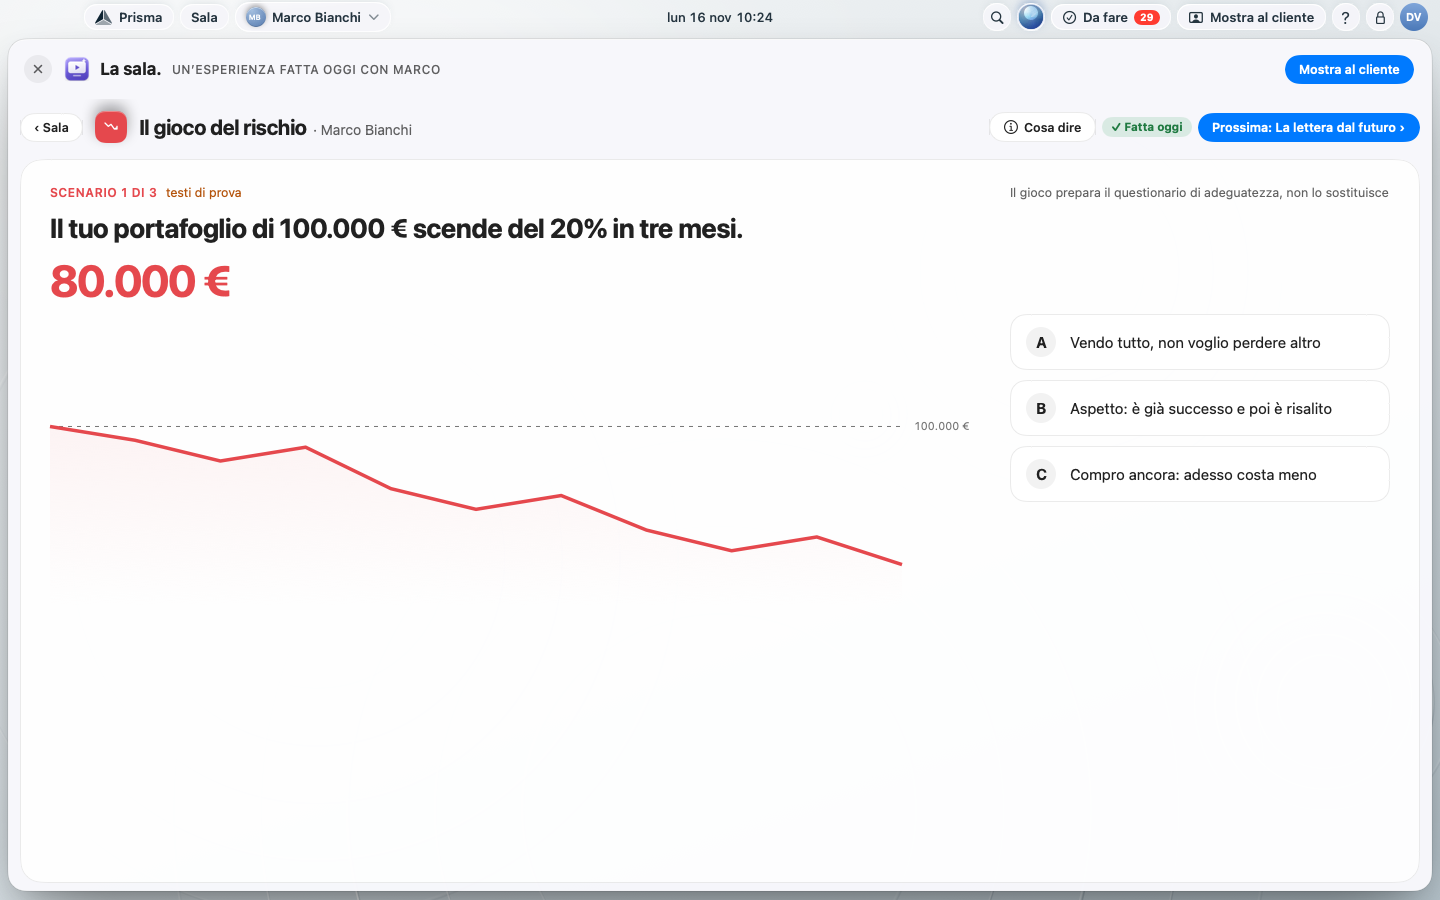 Prisma
Sala
MB Marco Bianchi
lun 16 nov 10:24
Da fare 29
Mostra al cliente
?
DV
La sala. UN’ESPERIENZA FATTA OGGI CON MARCO
Mostra al cliente
‹ Sala
Il gioco del rischio · Marco Bianchi
Cosa dire
✓ Fatta oggi
Prossima: La lettera dal futuro ›
SCENARIO 1 DI 3 testi di prova
Il gioco prepara il questionario di adeguatezza, non lo sostituisce
Il tuo portafoglio di 100.000 € scende del 20% in tre mesi.
80.000 €
100.000 €
A Vendo tutto, non voglio perdere altro
B Aspetto: è già successo e poi è risalito
C Compro ancora: adesso costa meno